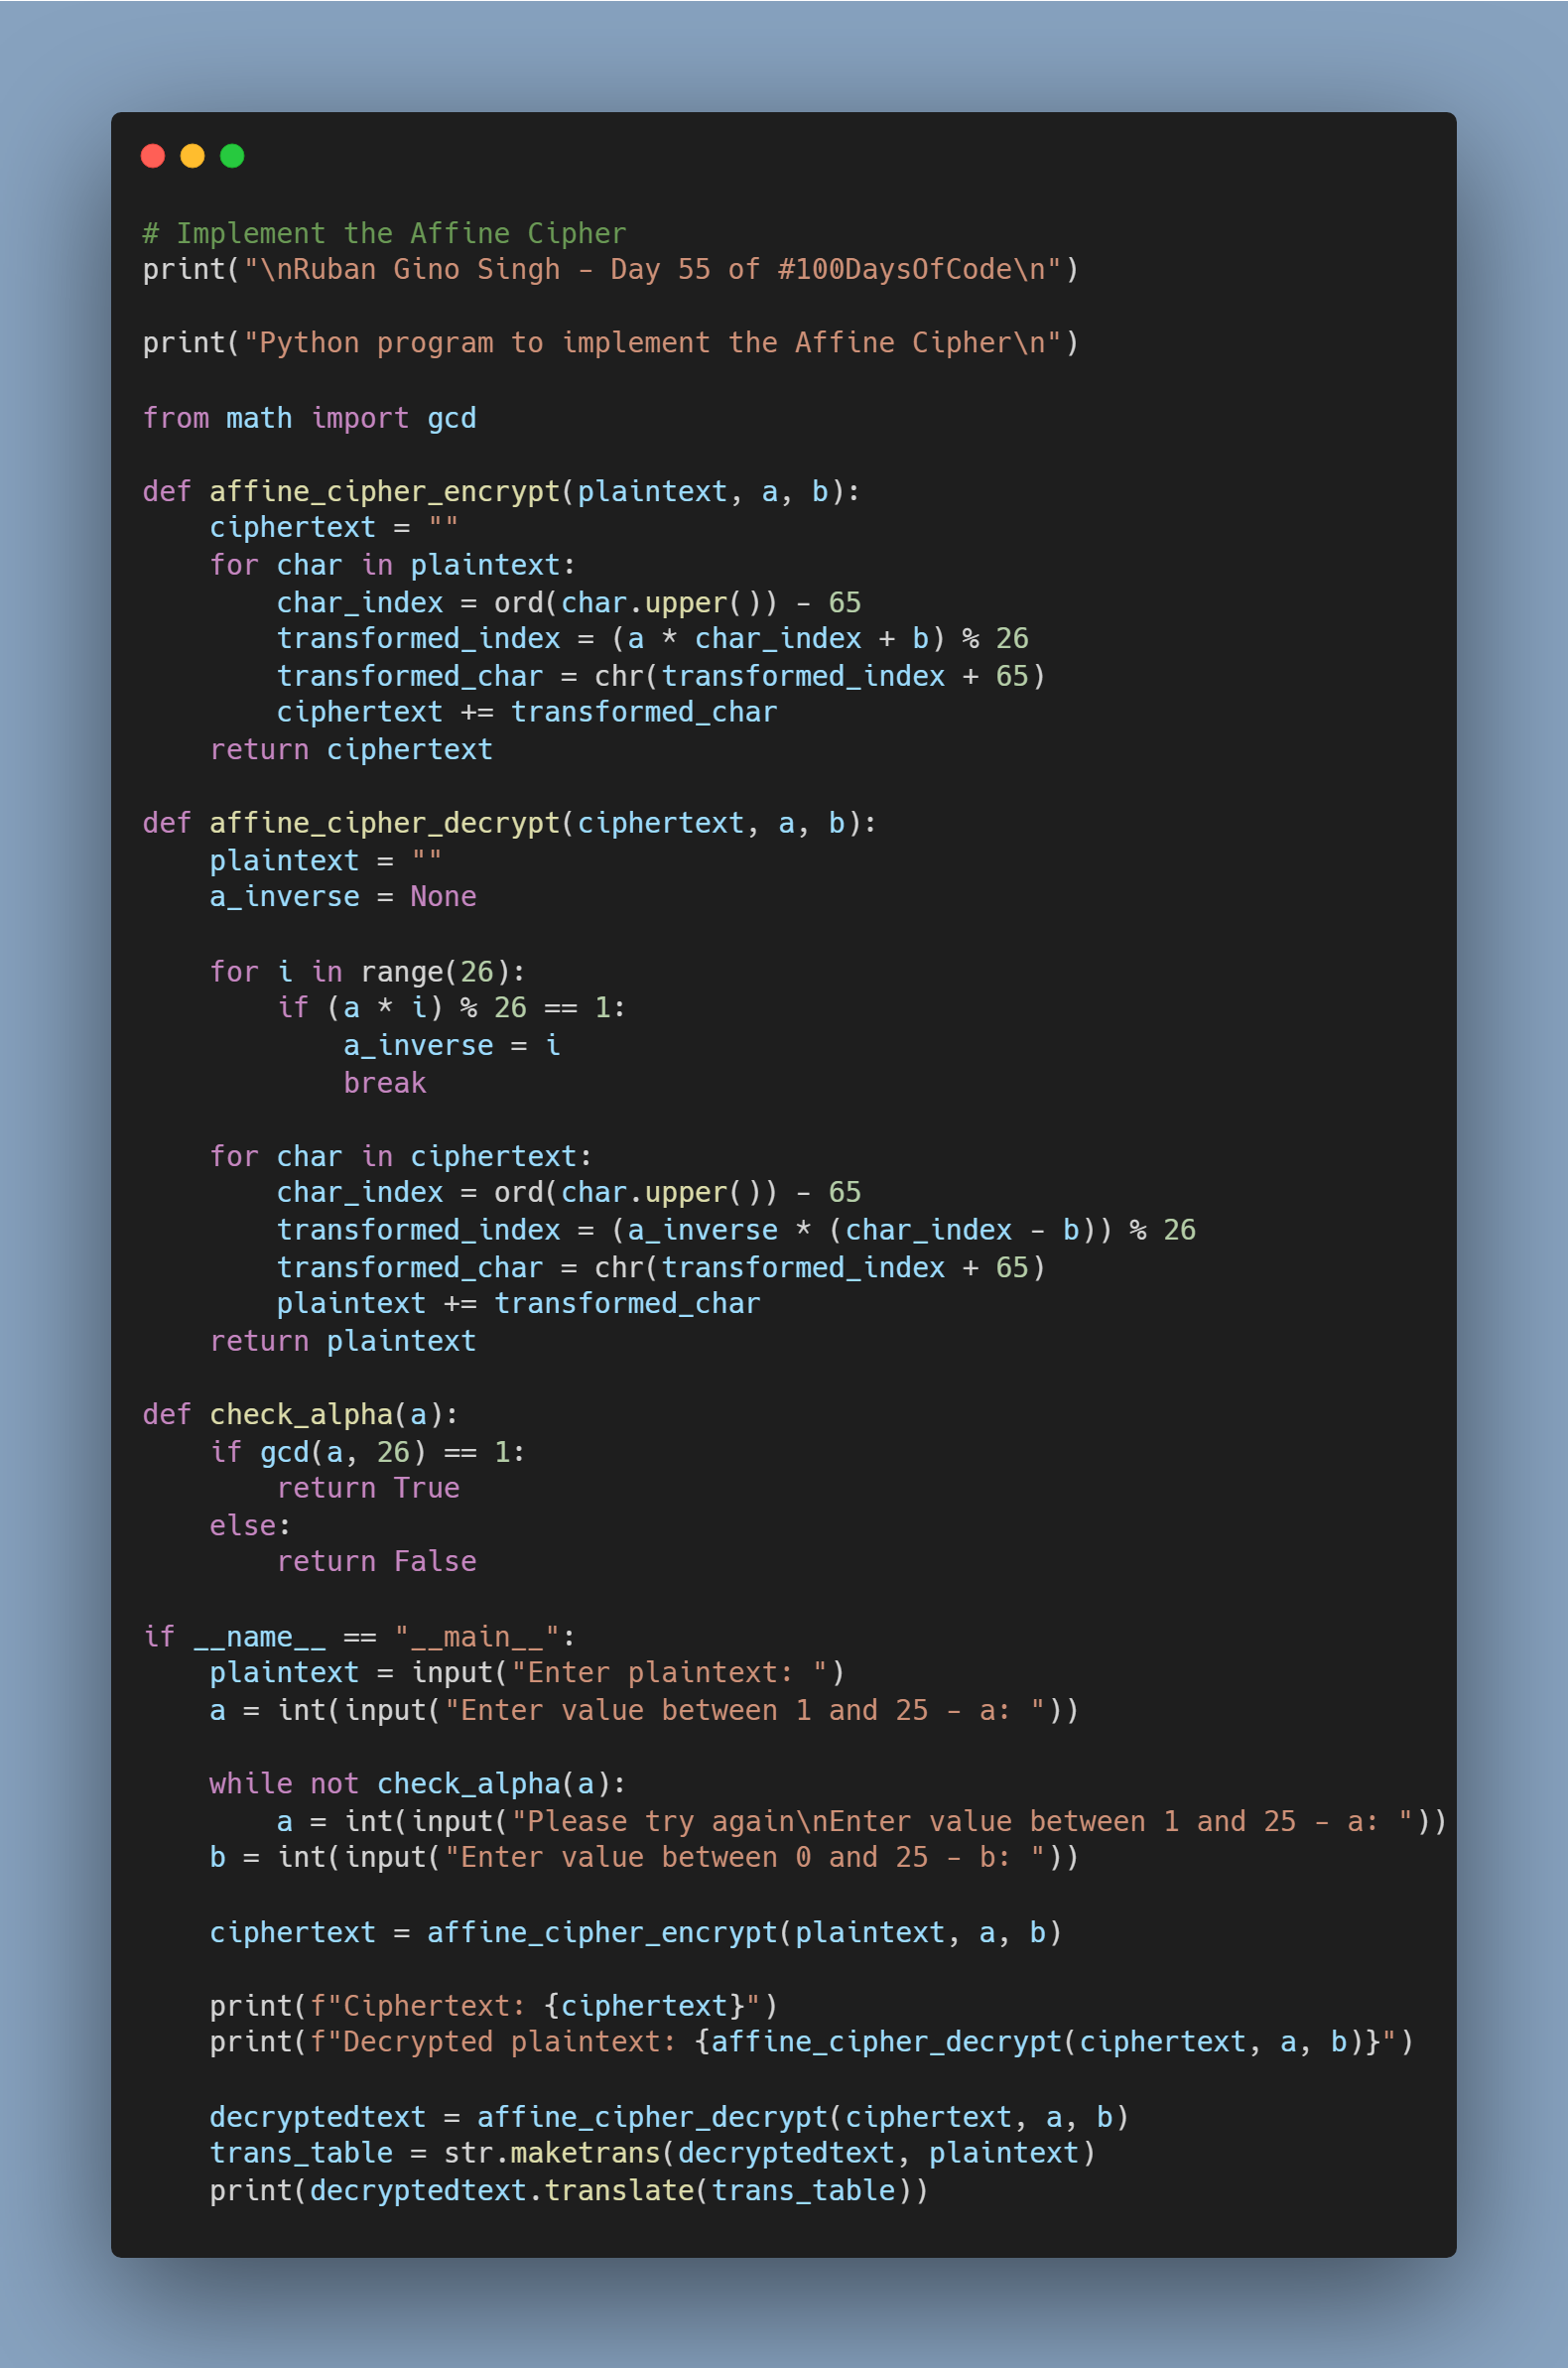 # Implement the Affine Cipher
print("\nRuban Gino Singh - Day 55 of #100DaysOfCode\n")

print("Python program to implement the Affine Cipher\n")

from math import gcd

def affine_cipher_encrypt(plaintext, a, b):
    ciphertext = ""
    for char in plaintext:
        char_index = ord(char.upper()) - 65
        transformed_index = (a * char_index + b) % 26
        transformed_char = chr(transformed_index + 65)
        ciphertext += transformed_char
    return ciphertext

def affine_cipher_decrypt(ciphertext, a, b):
    plaintext = ""
    a_inverse = None

    for i in range(26):
        if (a * i) % 26 == 1:
            a_inverse = i
            break

    for char in ciphertext:
        char_index = ord(char.upper()) - 65
        transformed_index = (a_inverse * (char_index - b)) % 26
        transformed_char = chr(transformed_index + 65)
        plaintext += transformed_char
    return plaintext

def check_alpha(a):
    if gcd(a, 26) == 1:
        return True
    else:
        return False

if __name__ == "__main__":
    plaintext = input("Enter plaintext: ")
    a = int(input("Enter value between 1 and 25 - a: "))

    while not check_alpha(a):
        a = int(input("Please try again\nEnter value between 1 and 25 - a: "))
    b = int(input("Enter value between 0 and 25 - b: "))

    ciphertext = affine_cipher_encrypt(plaintext, a, b)

    print(f"Ciphertext: {ciphertext}")
    print(f"Decrypted plaintext: {affine_cipher_decrypt(ciphertext, a, b)}")

    decryptedtext = affine_cipher_decrypt(ciphertext, a, b)
    trans_table = str.maketrans(decryptedtext, plaintext)
    print(decryptedtext.translate(trans_table))